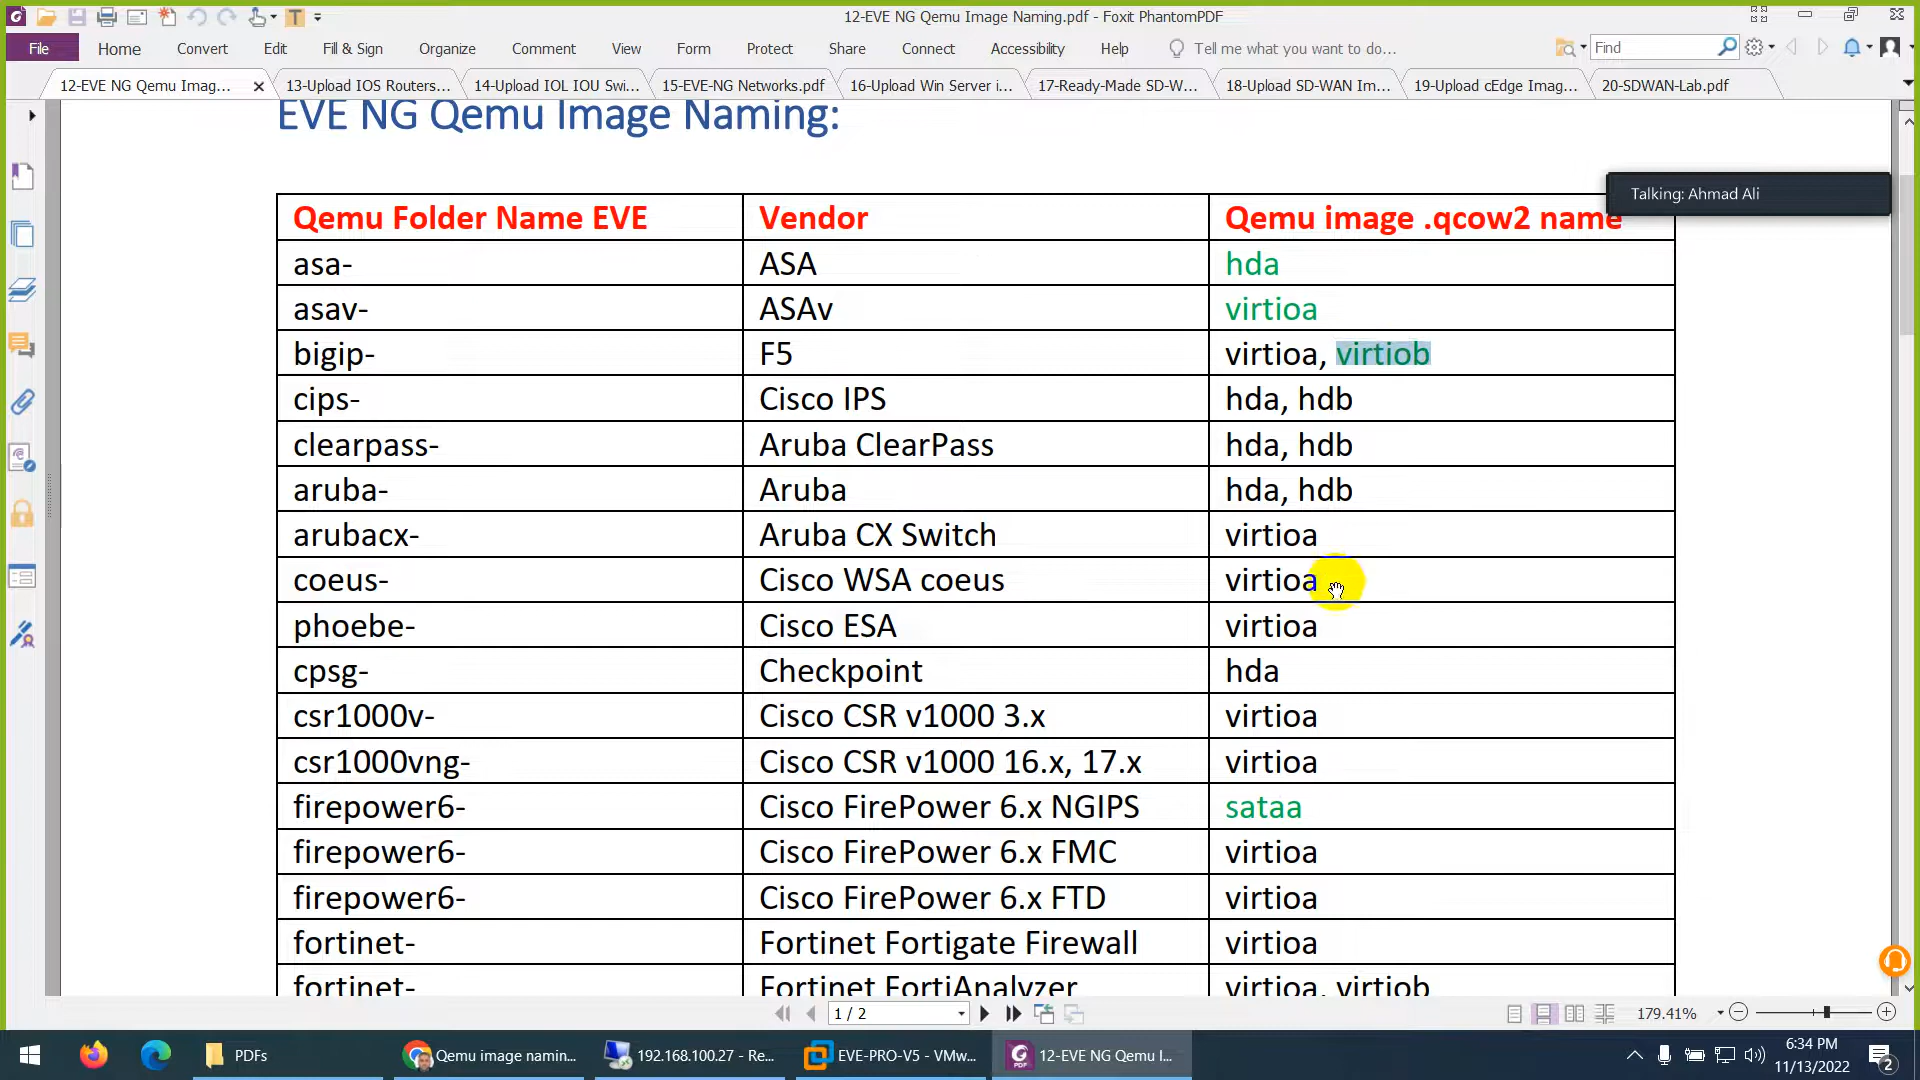 12-EVE NG Qemu Image Naming.pdf - Foxit PhantomPDF
File Home Convert Edit Fill & Sign Organize Comment View Form Protect Share Connect Accessibility Help Tell me what you want to do... Find
12-EVE NG Qemu Imag... 13-Upload IOS Routers... 14-Upload IOL IOU Swi... 15-EVE-NG Networks.pdf 16-Upload Win Server i... 17-Ready-Made SD-W... 18-Upload SD-WAN Im... 19-Upload cEdge Imag... 20-SDWAN-Lab.pdf
EVE NG Qemu Image Naming:
Talking: Ahmad Ali
Qemu Folder Name EVE Vendor Qemu image .qcow2 name
asa- ASA hda
asav- ASAv virtioa
bigip- F5 virtioa, virtiob
cips- Cisco IPS hda, hdb
clearpass- Aruba ClearPass hda, hdb
aruba- Aruba hda, hdb
arubacx- Aruba CX Switch virtioa
coeus- Cisco WSA coeus virtioa
phoebe- Cisco ESA virtioa
cpsg- Checkpoint hda
csr1000v- Cisco CSR v1000 3.x virtioa
csr1000vng- Cisco CSR v1000 16.x, 17.x virtioa
firepower6- Cisco FirePower 6.x NGIPS sataa
firepower6- Cisco FirePower 6.x FMC virtioa
firepower6- Cisco FirePower 6.x FTD virtioa
fortinet- Fortinet Fortigate Firewall virtioa
fortinet- Fortinet FortiAnalyzer virtioa, virtiob
1 / 2 179.41%
PDFs Qemu image namin... 192.168.100.27 - Re... EVE-PRO-V5 - VMw... 12-EVE NG Qemu I... 6:34 PM
11/13/2022 2